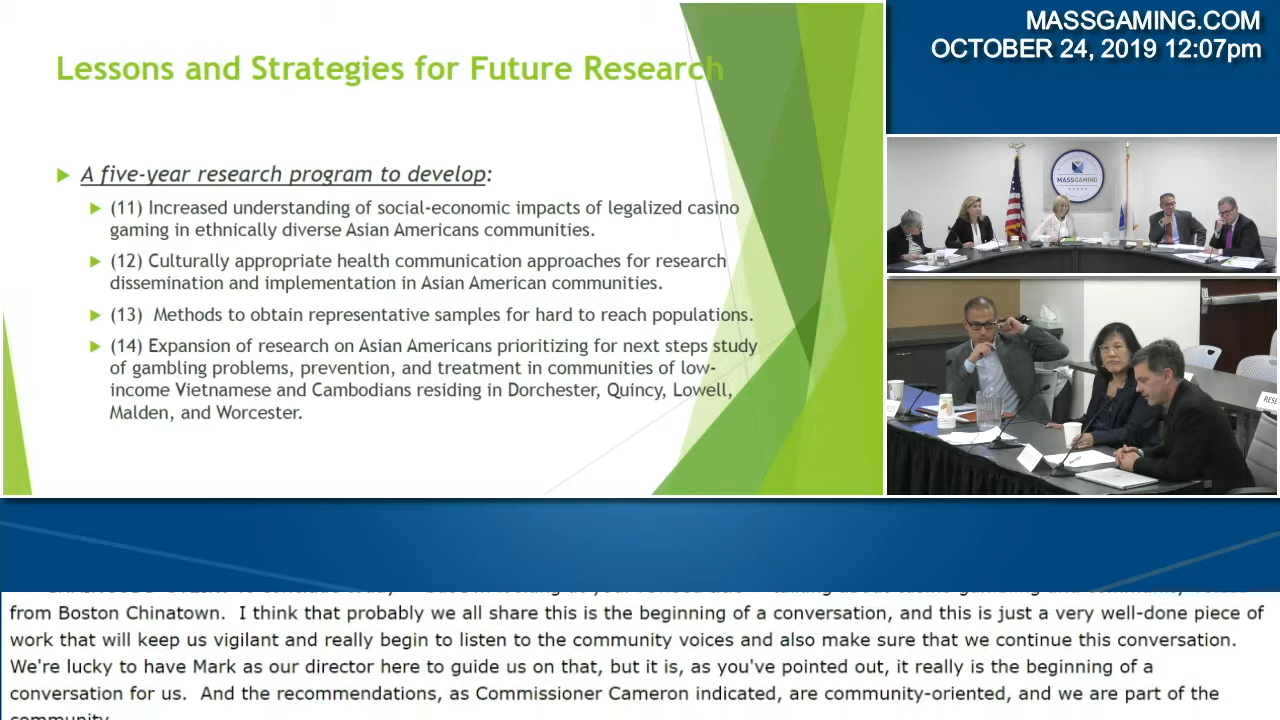 Lessons and Strategies for Future Research
A five-year research program to develop:
(11) Increased understanding of social-economic impacts of legalized casino
gaming in ethnically diverse Asian Americans communities.
(12) Culturally appropriate health communication approaches for research
dissemination and implementation in Asian American communities.
(13) Methods to obtain representative samples for hard to reach populations.
(14) Expansion of research on Asian Americans prioritizing for next steps study
of gambling problems, prevention, and treatment in communities of low-
income Vietnamese and Cambodians residing in Dorchester, Quincy, Lowell,
Malden, and Worcester.
MASSGAMING.COM
OCTOBER 24, 2019 12:07pm
MASSGAMING
from Boston Chinatown. I think that probably we all share this is the beginning of a conversation, and this is just a very well-done piece of
work that will keep us vigilant and really begin to listen to the community voices and also make sure that we continue this conversation.
We're lucky to have Mark as our director here to guide us on that, but it is, as you've pointed out, it really is the beginning of a
conversation for us. And the recommendations, as Commissioner Cameron indicated, are community-oriented, and we are part of the
community